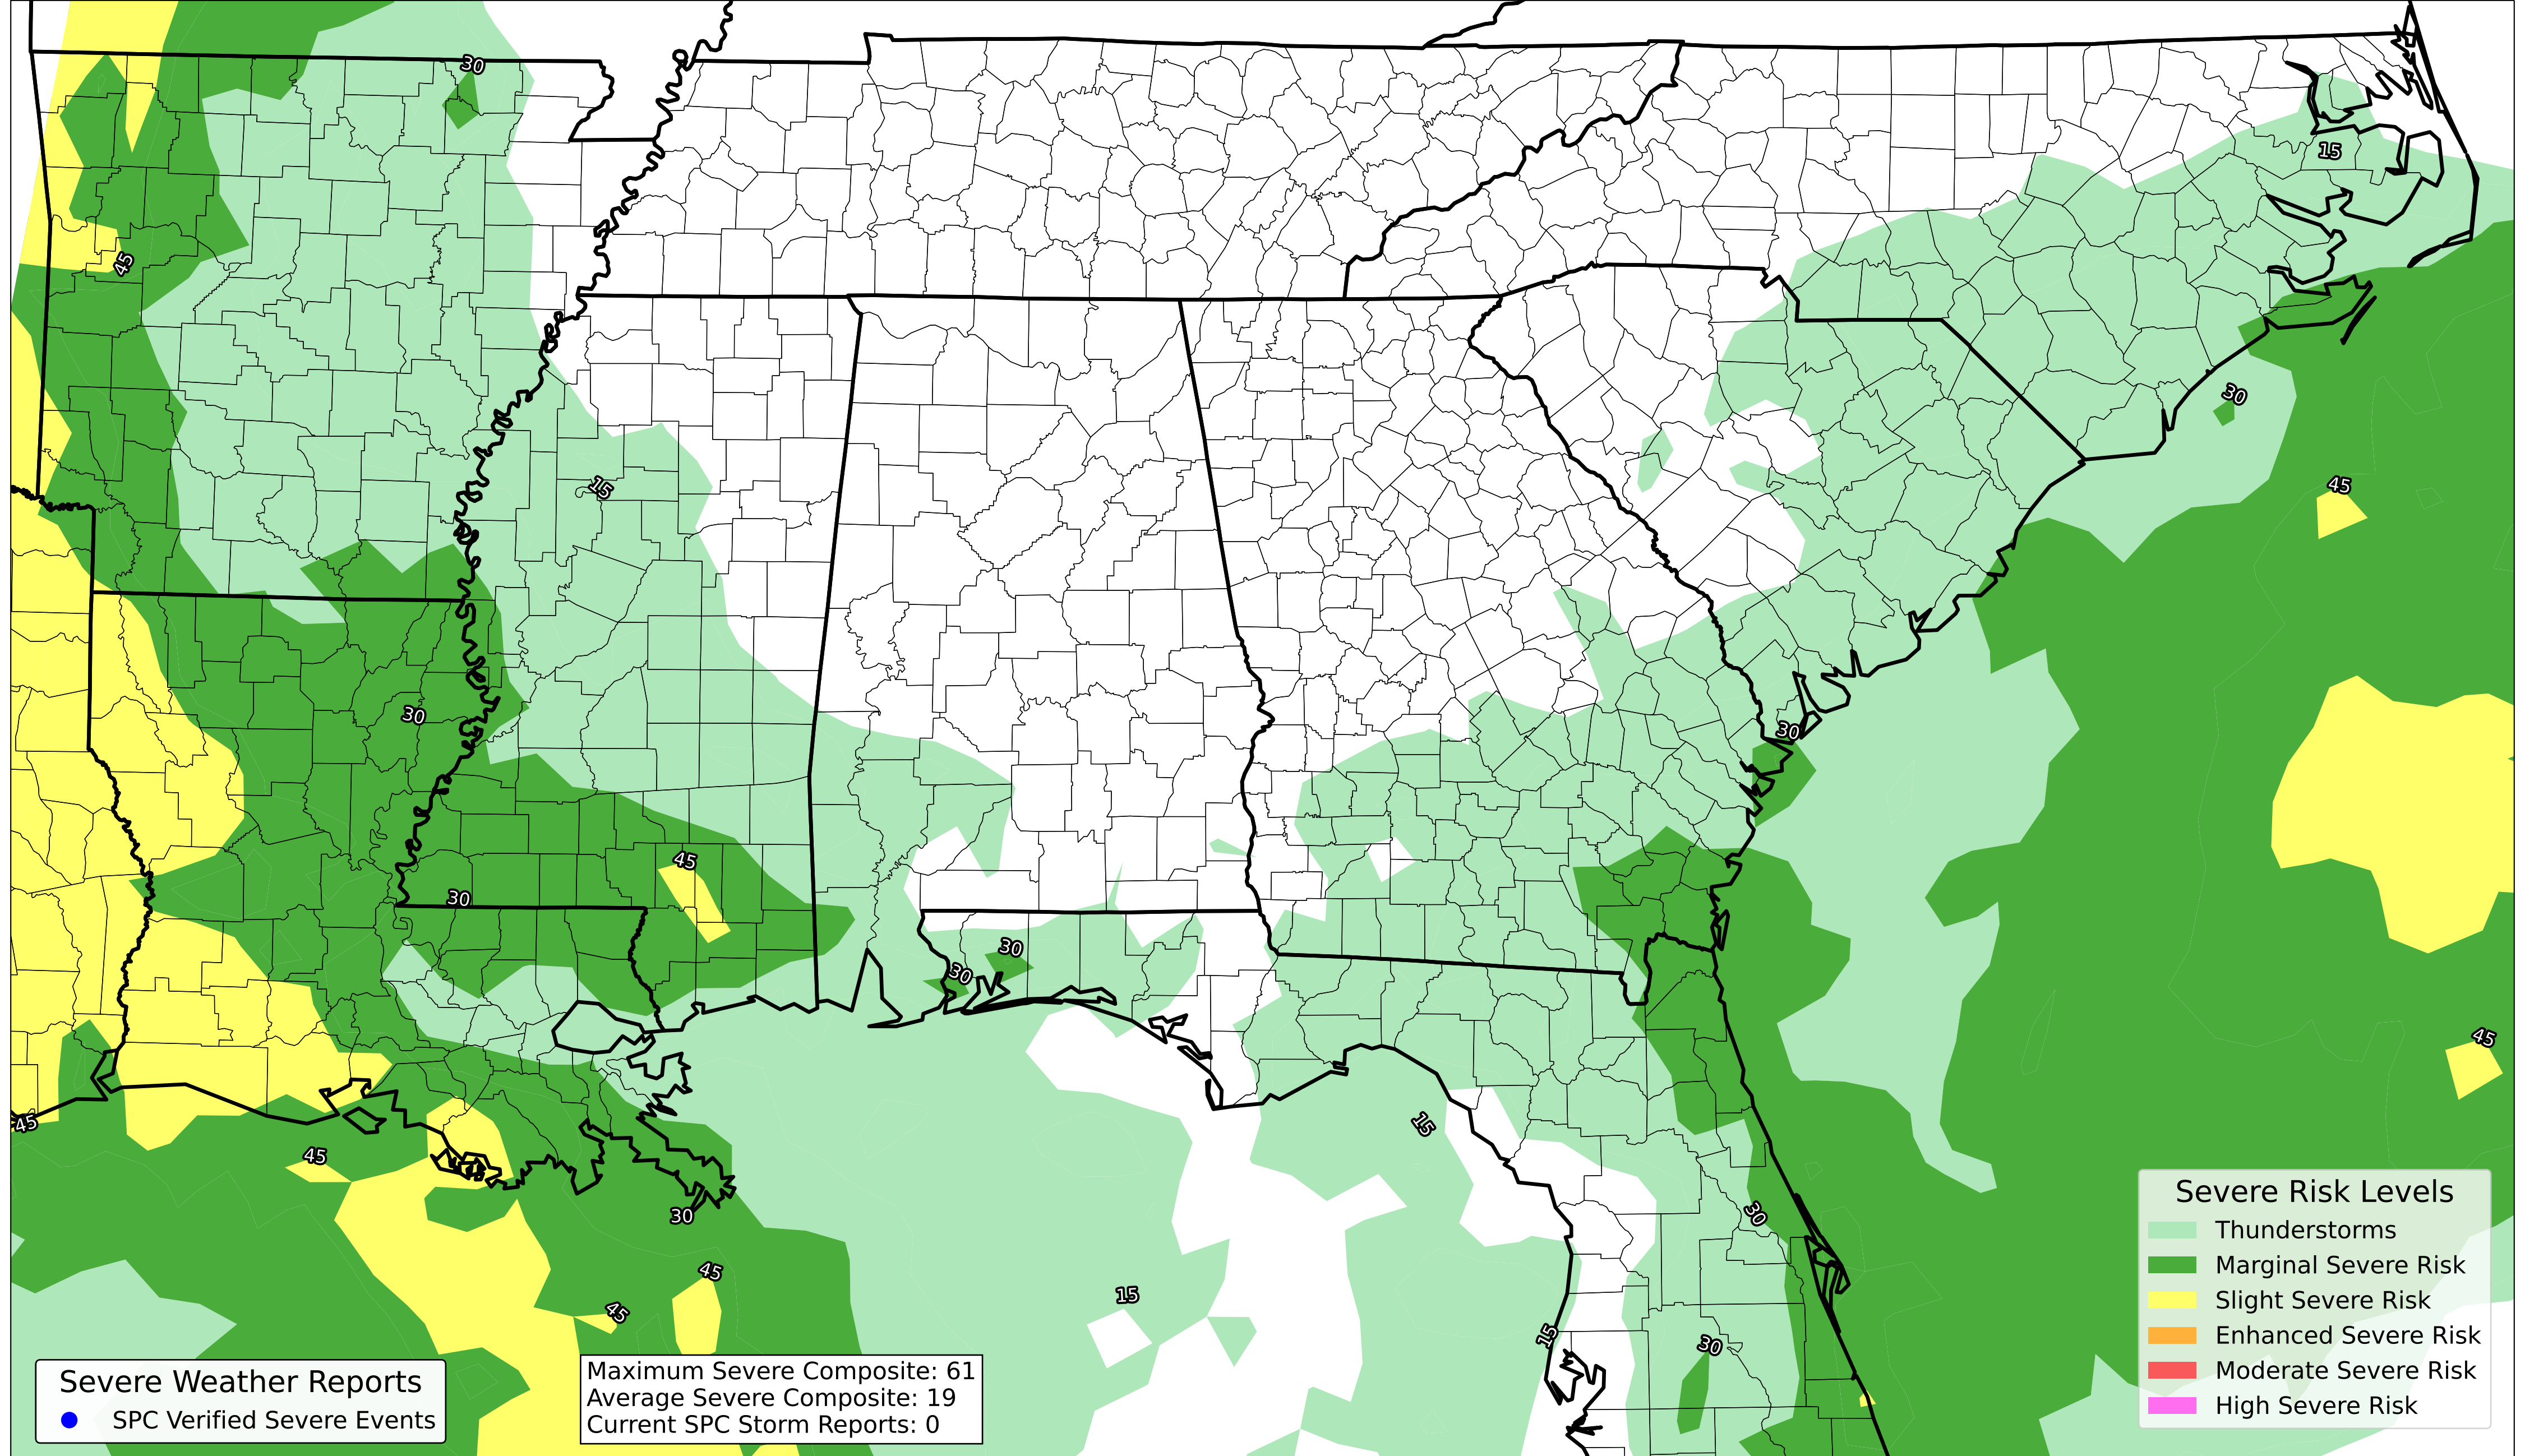 30
15
45
30
15
45
30
30
45
30
30
30
45
45
15
45
30
30
45
15
45
15
30
Severe Risk Levels
Thunderstorms
Marginal Severe Risk
Slight Severe Risk
Enhanced Severe Risk
Moderate Severe Risk
High Severe Risk
Severe Weather Reports
SPC Verified Severe Events
Maximum Severe Composite: 61
Average Severe Composite: 19
Current SPC Storm Reports: 0